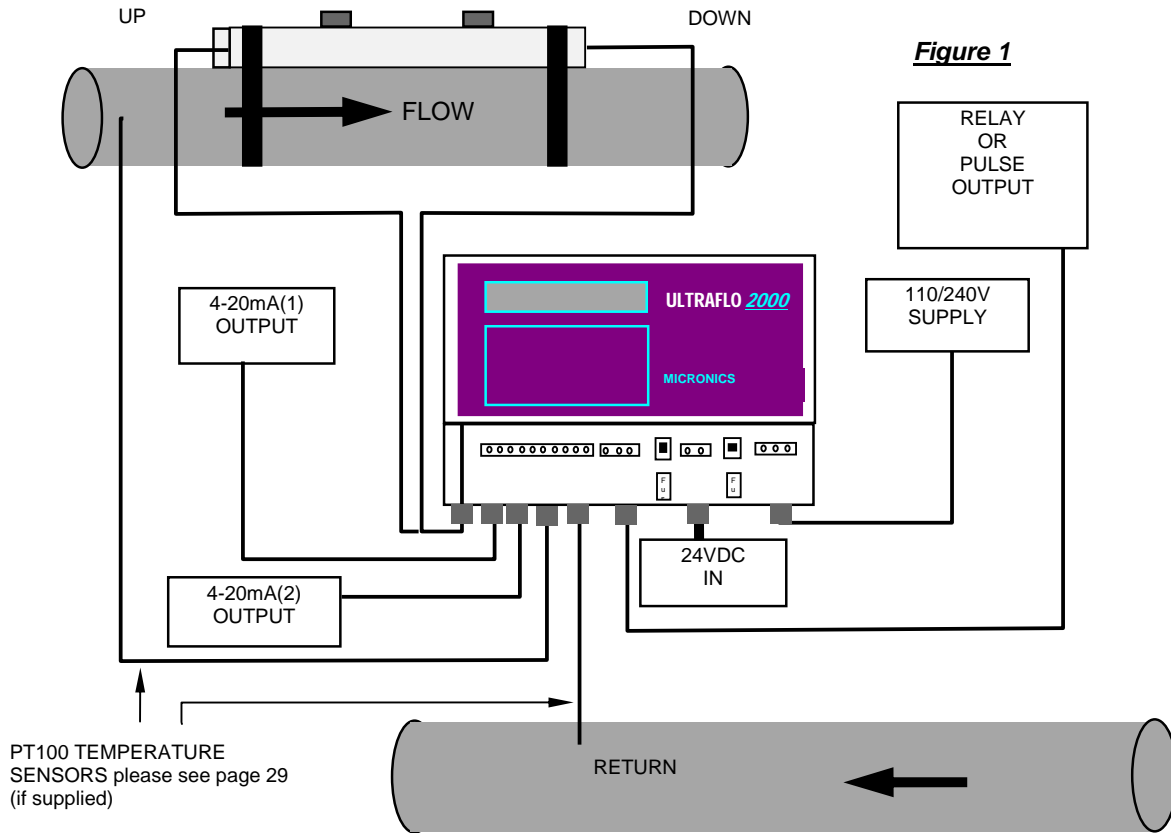 UP
DOWN
Figure 1
FLOW
RELAY
OR
PULSE
OUTPUT
4-20mA(1)
OUTPUT
ULTRAFLO 2000
110/240V
SUPPLY
MICRONICS
F
u
F
u
24VDC
IN
4-20mA(2)
OUTPUT
PT100 TEMPERATURE
SENSORS please see page 29
(if supplied)
RETURN